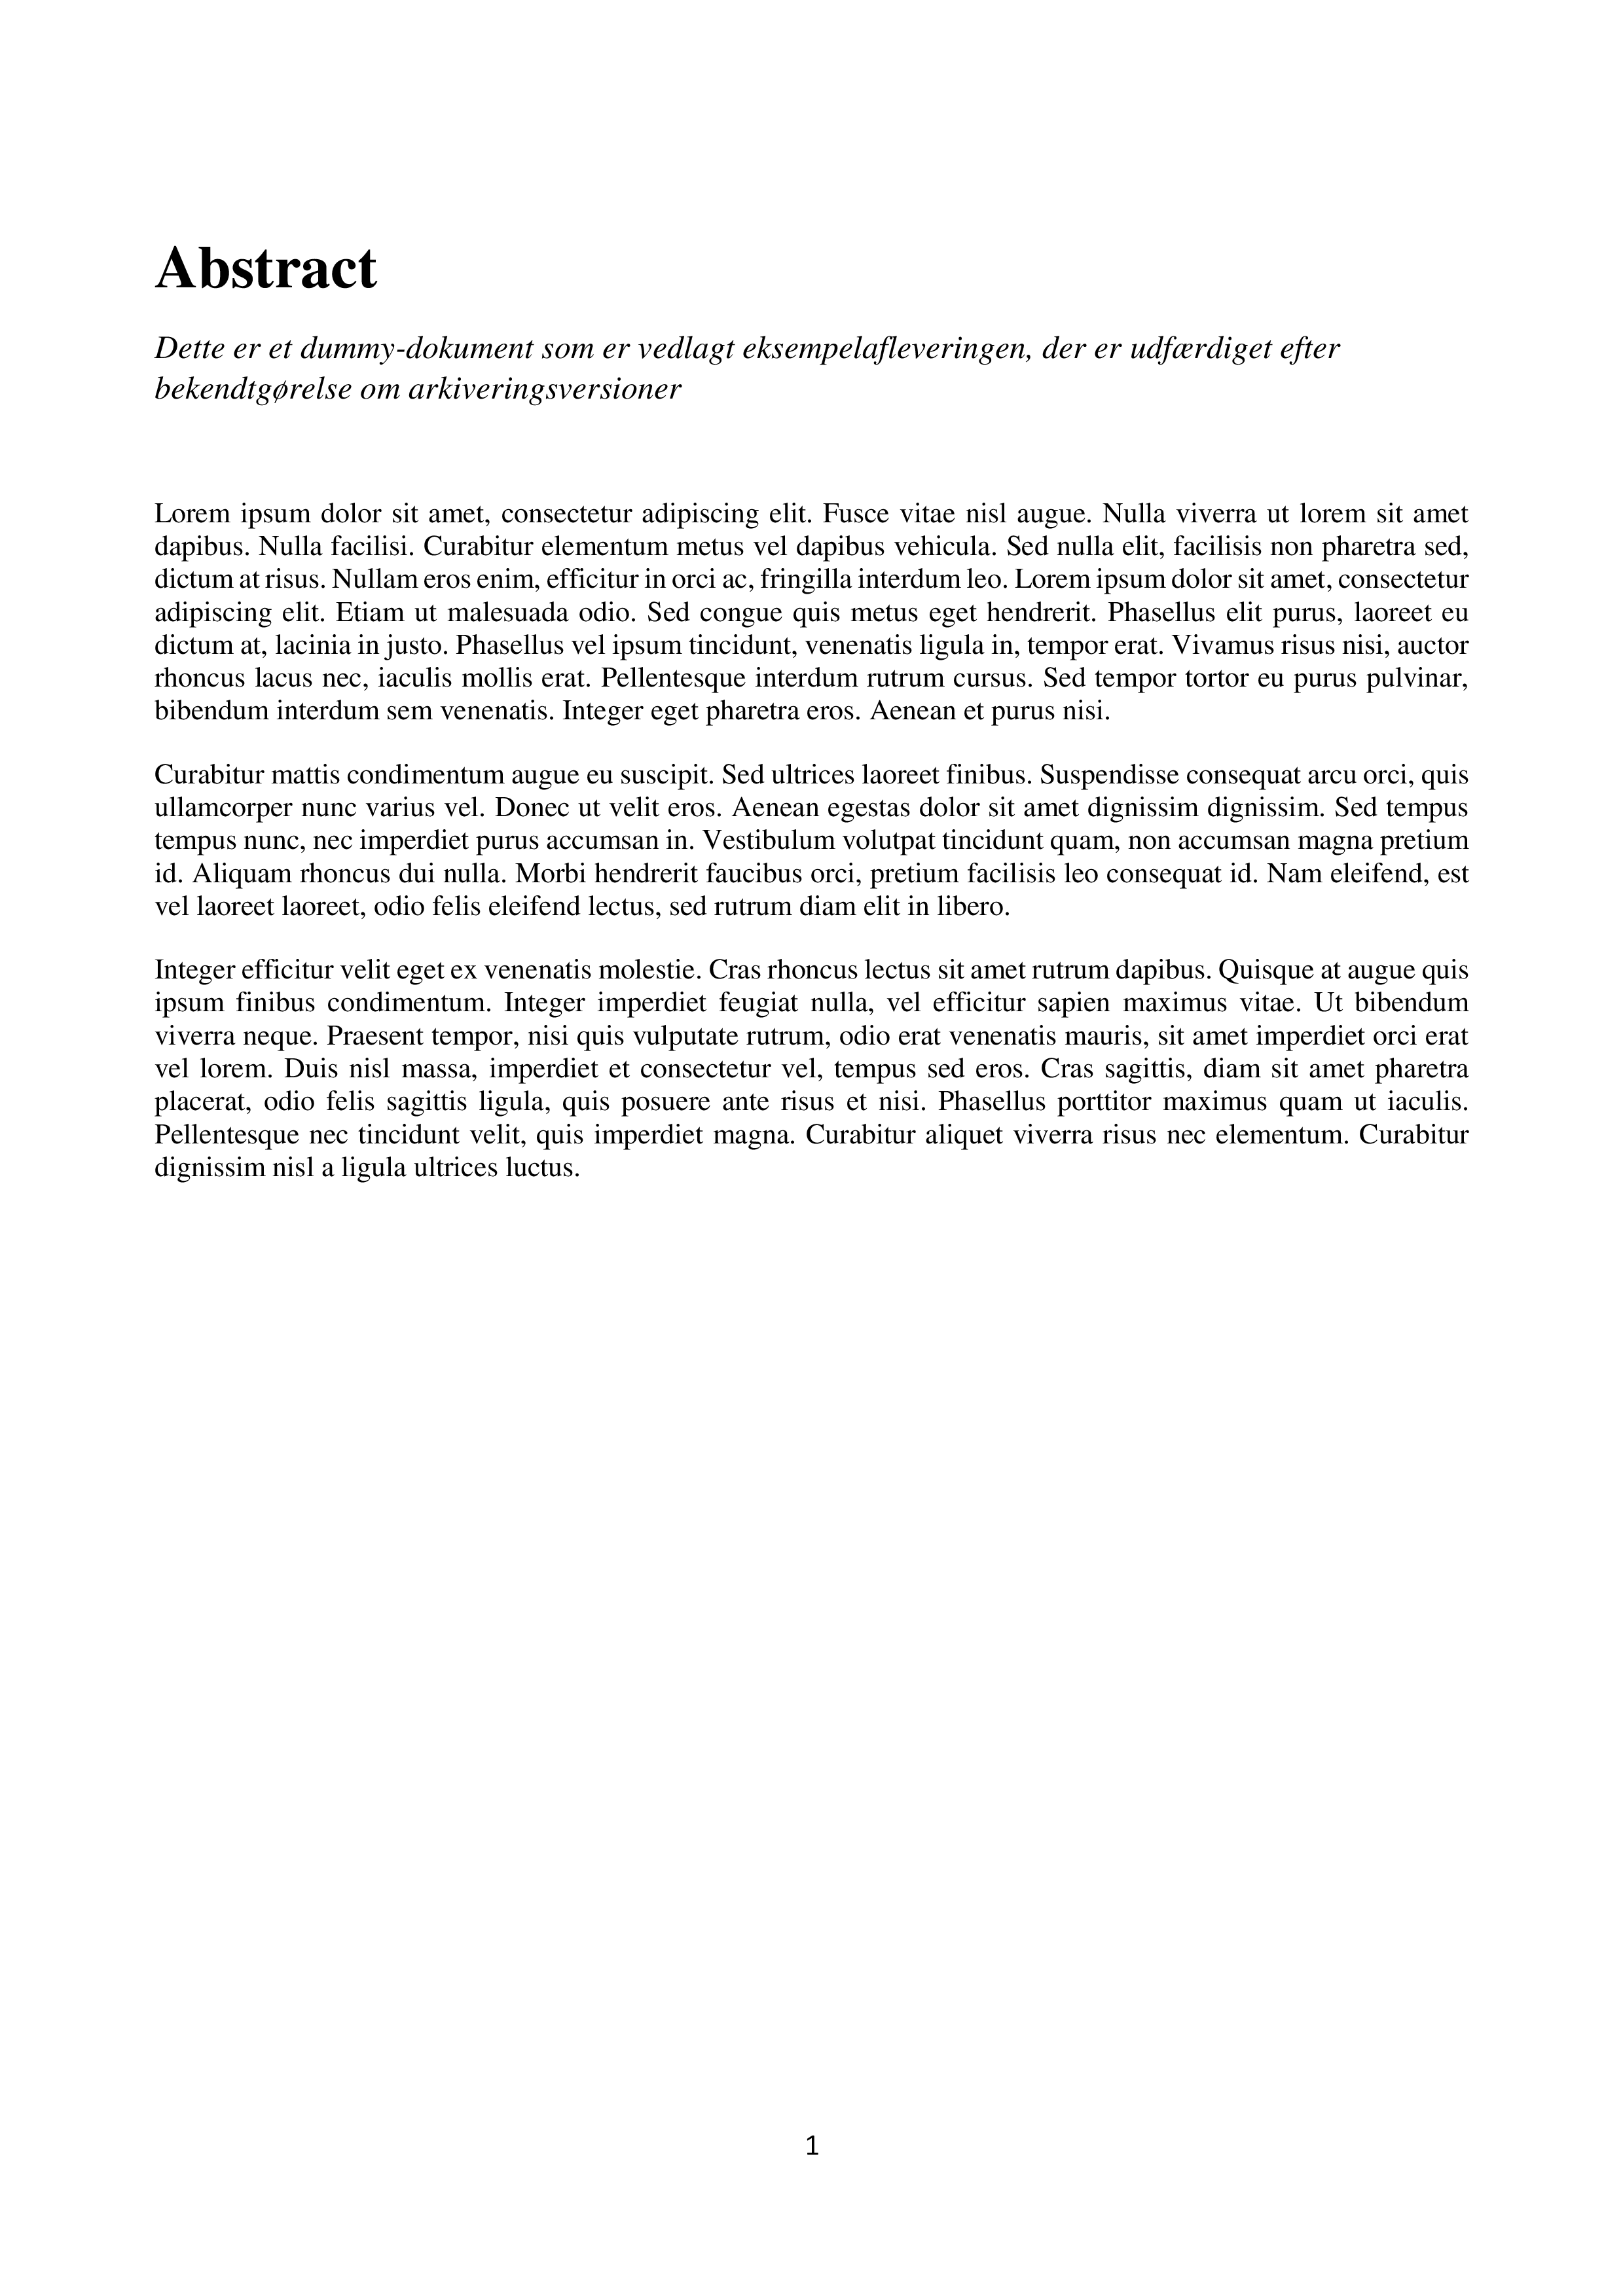 Abstract
Dette er et dummy-dokument som er vedlagt eksempelafleveringen, der er udfærdiget efter
bekendtgørelse om arkiveringsversioner
Lorem ipsum dolor sit amet, consectetur adipiscing elit. Fusce vitae nisl augue. Nulla viverra ut lorem sit amet
dapibus. Nulla facilisi. Curabitur elementum metus vel dapibus vehicula. Sed nulla elit, facilisis non pharetra sed,
dictum at risus. Nullam eros enim, efficitur in orci ac, fringilla interdum leo. Lorem ipsum dolor sit amet, consectetur
adipiscing elit. Etiam ut malesuada odio. Sed congue quis metus eget hendrerit. Phasellus elit purus, laoreet eu
dictum at, lacinia in justo. Phasellus vel ipsum tincidunt, venenatis ligula in, tempor erat. Vivamus risus nisi, auctor
rhoncus lacus nec, iaculis mollis erat. Pellentesque interdum rutrum cursus. Sed tempor tortor eu purus pulvinar,
bibendum interdum sem venenatis. Integer eget pharetra eros. Aenean et purus nisi.
Curabitur mattis condimentum augue eu suscipit. Sed ultrices laoreet finibus. Suspendisse consequat arcu orci, quis
ullamcorper nunc varius vel. Donec ut velit eros. Aenean egestas dolor sit amet dignissim dignissim. Sed tempus
tempus nunc, nec imperdiet purus accumsan in. Vestibulum volutpat tincidunt quam, non accumsan magna pretium
id. Aliquam rhoncus dui nulla. Morbi hendrerit faucibus orci, pretium facilisis leo consequat id. Nam eleifend, est
vel laoreet laoreet, odio felis eleifend lectus, sed rutrum diam elit in libero.
Integer efficitur velit eget ex venenatis molestie. Cras rhoncus lectus sit amet rutrum dapibus. Quisque at augue quis
ipsum finibus condimentum. Integer imperdiet feugiat nulla, vel efficitur sapien maximus vitae. Ut bibendum
viverra neque. Praesent tempor, nisi quis vulputate rutrum, odio erat venenatis mauris, sit amet imperdiet orci erat
vel lorem. Duis nisl massa, imperdiet et consectetur vel, tempus sed eros. Cras sagittis, diam sit amet pharetra
placerat, odio felis sagittis ligula, quis posuere ante risus et nisi. Phasellus porttitor maximus quam ut iaculis.
Pellentesque nec tincidunt velit, quis imperdiet magna. Curabitur aliquet viverra risus nec elementum. Curabitur
dignissim nisl a ligula ultrices luctus.
1